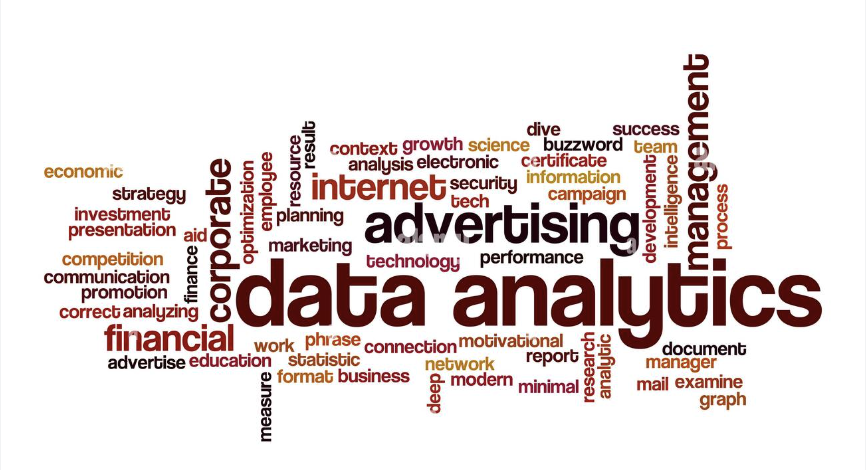 economic
strategy
investment
presentation
aid
competition
communication
promotion
correct
analyzing
financial
advertise
education
finance
corporate
optimization
employee
resource
result
planning
marketing
context
growth
science
analysis
electronic
internet
security
tech
advertising
technology
performance
dive
buzzword
success
team
certificate
information
campaign
development
intelligence
management
process
data analytics
work
phrase
connection
motivational
statistic
format
business
measure
network
deep
modern
report
minimal
research
analytic
document
manager
mail
examine
graph